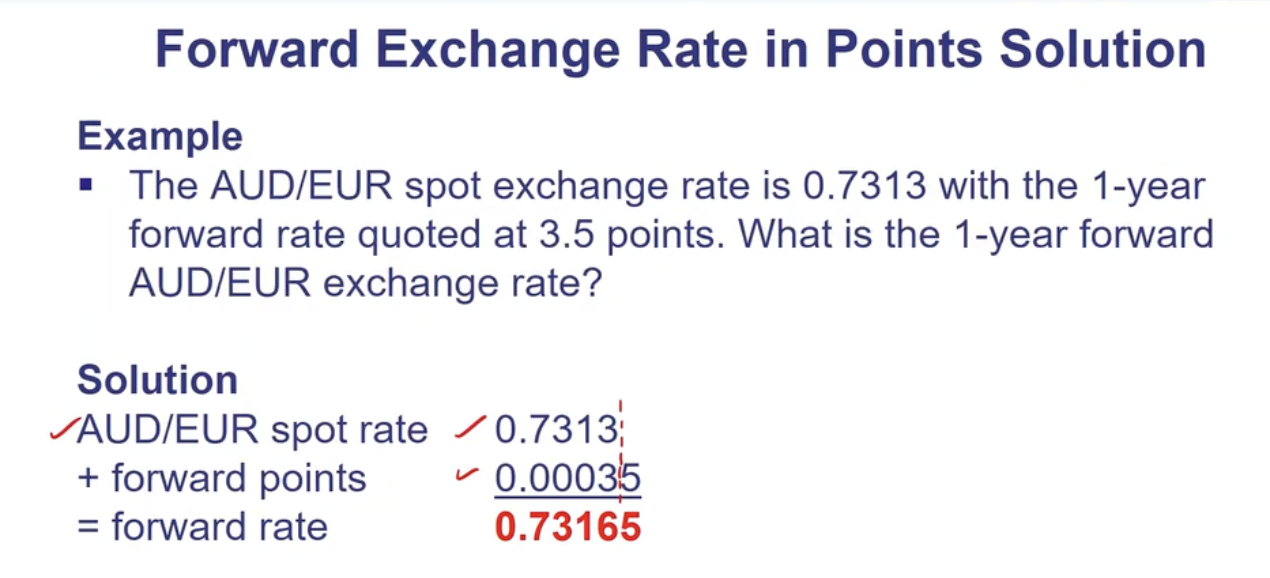 Forward Exchange Rate in Points Solution
Example
▪ The AUD/EUR spot exchange rate is 0.7313 with the 1-year
forward rate quoted at 3.5 points. What is the 1-year forward
AUD/EUR exchange rate?
Solution
AUD/EUR spot rate 0.7313
+ forward points 0.00035
= forward rate 0.73165